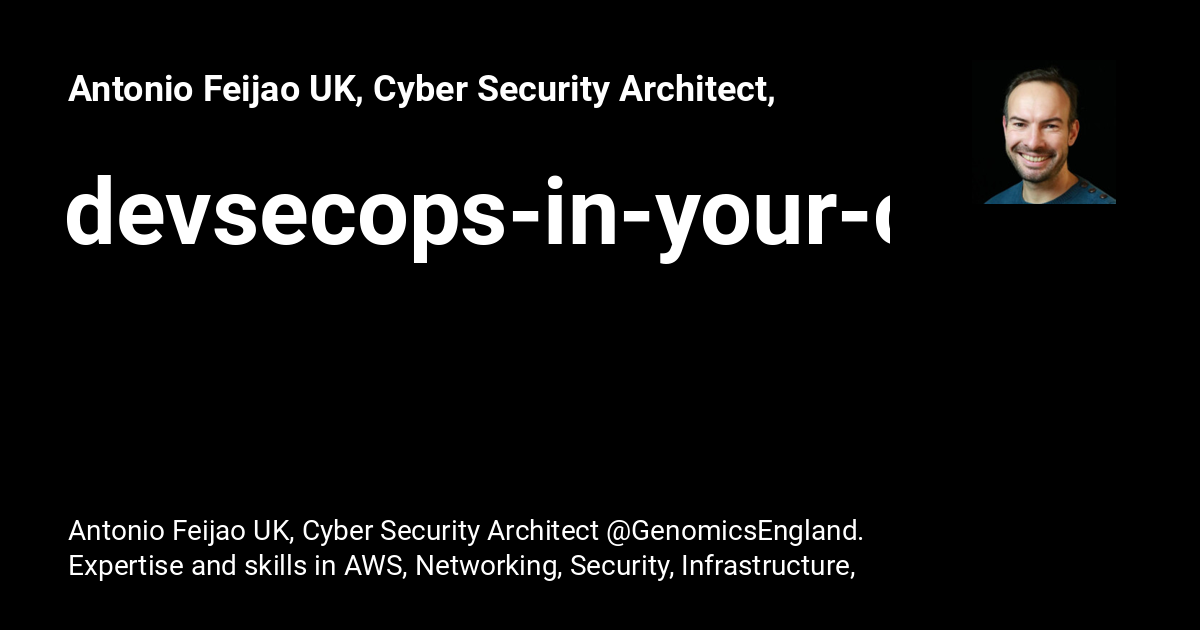 Antonio Feijao UK, Cyber Security Architect,
devsecops-in-your-
Antonio Feijao UK, Cyber Security Architect @GenomicsEngland.
Expertise and skills in AWS, Networking, Security, Infrastructure,